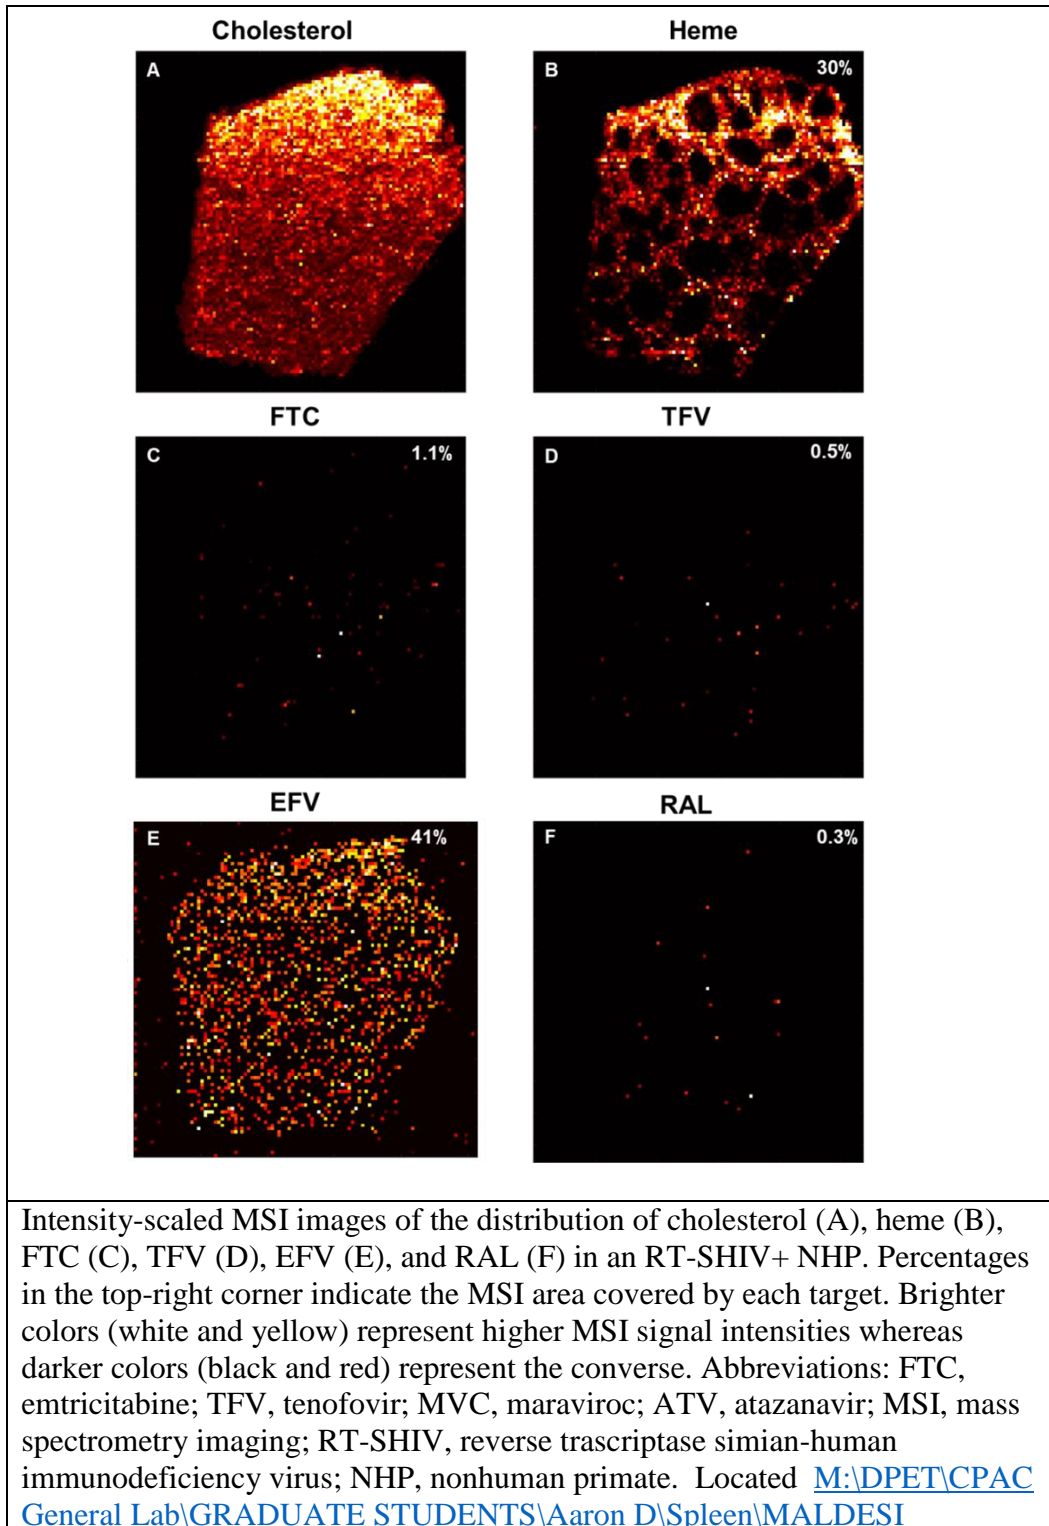 Cholesterol
Heme
A
B
30%
FTC
TFV
C
1.1%
D
0.5%
EFV
RAL
E
41%
F
0.3%
Intensity-scaled MSI images of the distribution of cholesterol (A), heme (B),
FTC (C), TFV (D), EFV (E), and RAL (F) in an RT-SHIV+ NHP. Percentages
in the top-right corner indicate the MSI area covered by each target. Brighter
colors (white and yellow) represent higher MSI signal intensities whereas
darker colors (black and red) represent the converse. Abbreviations: FTC,
emtricitabine; TFV, tenofovir; MVC, maraviroc; ATV, atazanavir; MSI, mass
spectrometry imaging; RT-SHIV, reverse trascriptase simian-human
immunodeficiency virus; NHP, nonhuman primate. Located M:\DPET\CPAC
General Lab\GRADUATE STUDENTS\Aaron D\Spleen\MALDESI